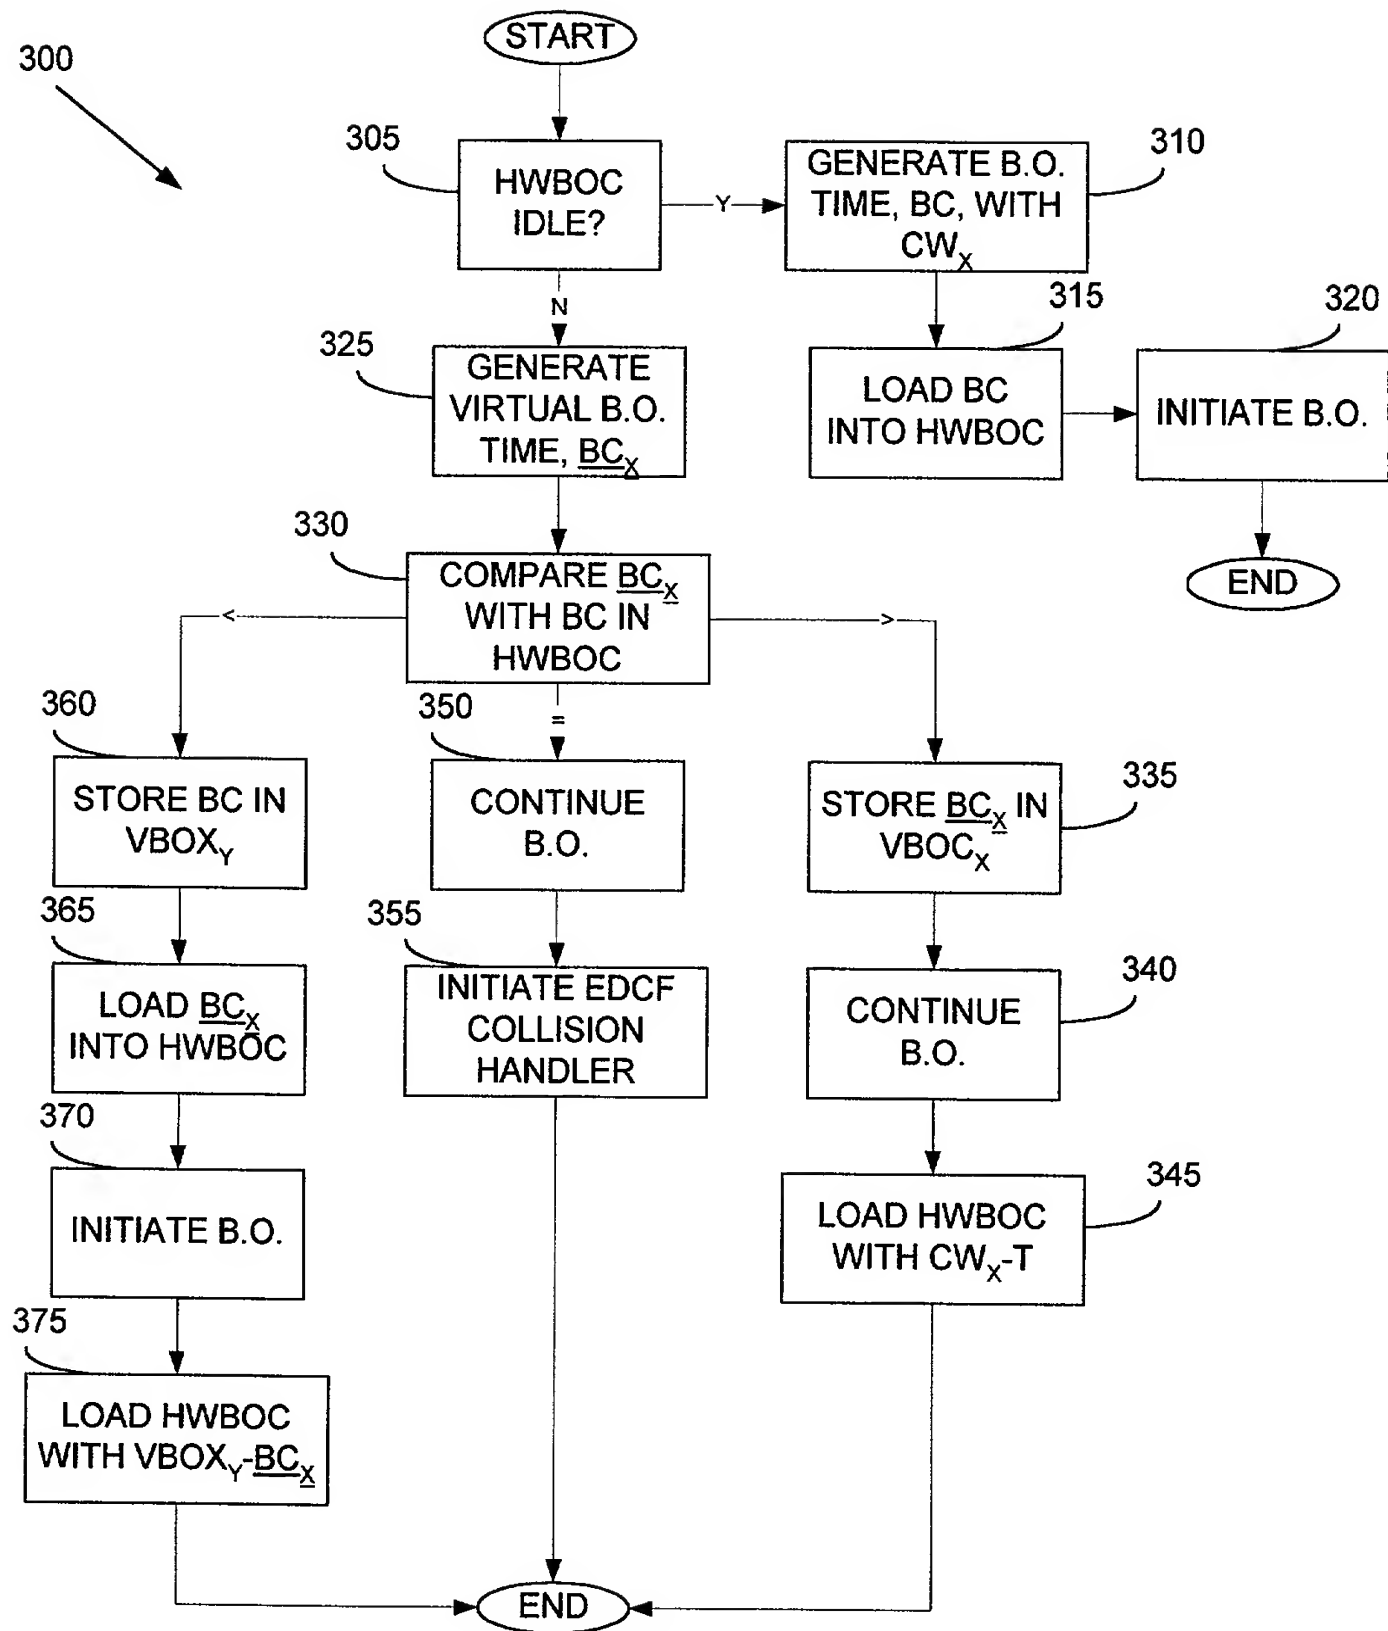 START
300
305
HWBOC
IDLE?
Y
310
GENERATE B.O.
TIME, BC, WITH
CWX
N
315
LOAD BC
INTO HWBOC
320
INITIATE B.O.
END
325
GENERATE
VIRTUAL B.O.
TIME, BCX
330
COMPARE BCX
WITH BC IN
HWBOC
<
=
>
360
STORE BC IN
VBOXY
365
LOAD BCX
INTO HWBOC
370
INITIATE B.O.
375
LOAD HWBOC
WITH VBOXY-BCX
350
CONTINUE
B.O.
355
INITIATE EDCF
COLLISION
HANDLER
335
STORE BCX IN
VBOCX
340
CONTINUE
B.O.
345
LOAD HWBOC
WITH CWX-T
END